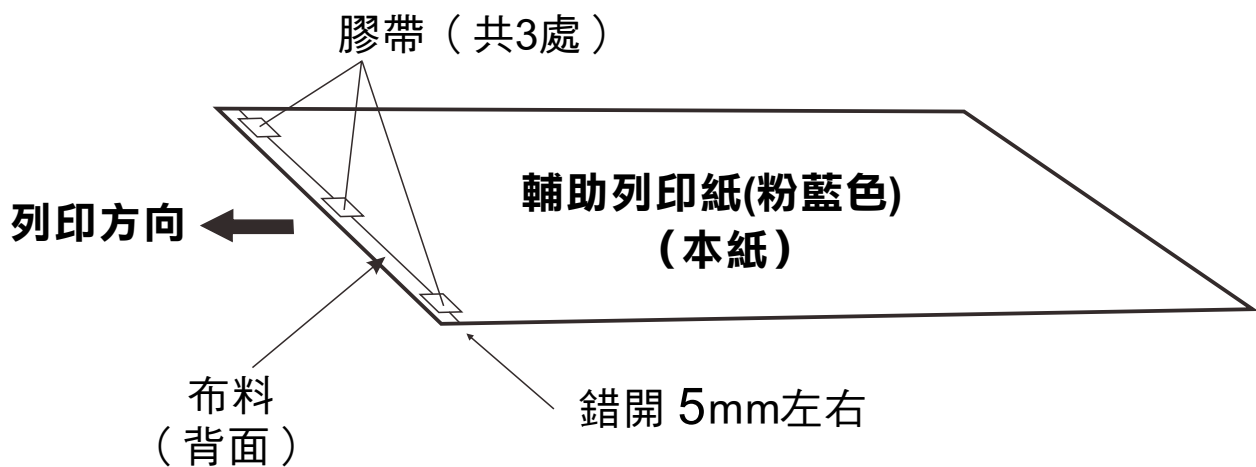 膠帶（共3處）
輔助列印紙(粉藍色)
（本紙）
列印方向
布料
（背面）
錯開 5mm左右